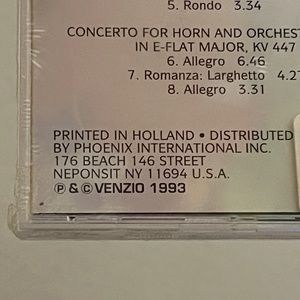 5. Rondo 3.34
CONCERTO FOR HORN AND ORCHEST
IN E-FLAT MAJOR, KV 447
6. Allegro 6.46
7. Romanza: Larghetto 4.27
8. Allegro 3.31
PRINTED IN HOLLAND • DISTRIBUTED
BY PHOENIX INTERNATIONAL INC.
176 BEACH 146 STREET
NEPONSIT NY 11694 U.S.A.
℗ & © VENZIO 1993